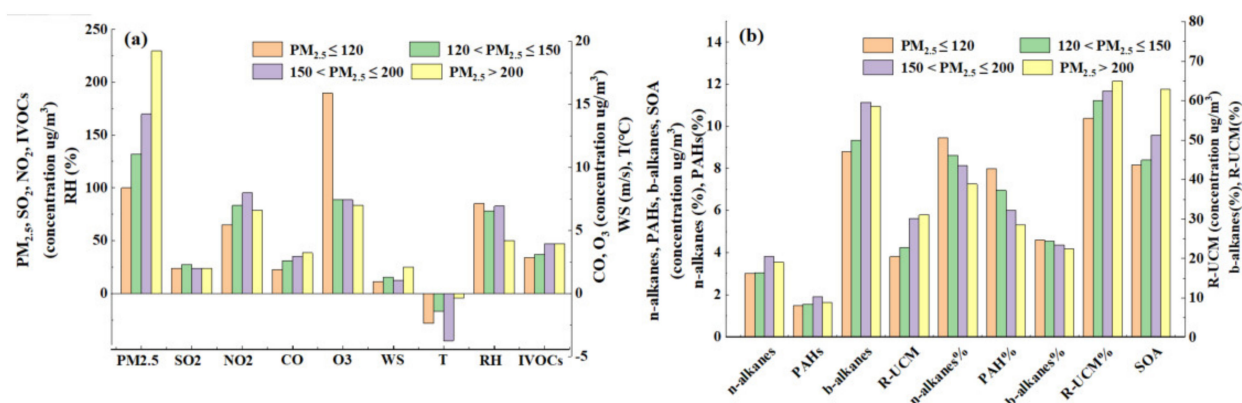 (a)
PM2.5 ≤ 120
120 < PM2.5 ≤ 150
150 < PM2.5 ≤ 200
PM2.5 > 200
PM2.5, SO2, NO2, IVOCs
(concentration ug/m3)
RH (%)
250
200
150
100
50
0
20
15
10
5
0
-5
CO, O3 (concentration ug/m3)
WS (m/s), T(°C)
PM2.5 SO2 NO2 CO O3 WS T RH IVOCs
(b)
PM2.5 ≤ 120
120 < PM2.5 ≤ 150
150 < PM2.5 ≤ 200
PM2.5 > 200
n-alkanes, PAHs, b-alkanes, SOA
(concentration ug/m3)
n-alkanes (%), PAHs(%)
14
12
10
8
6
4
2
0
80
70
60
50
40
30
20
10
0
R-UCM (concentration ug/m3)
b-alkanes(%), R-UCM(%)
n-alkanes PAHs b-alkanes R-UCM n-alkanes% PAH% b-alkanes% R-UCM% SOA